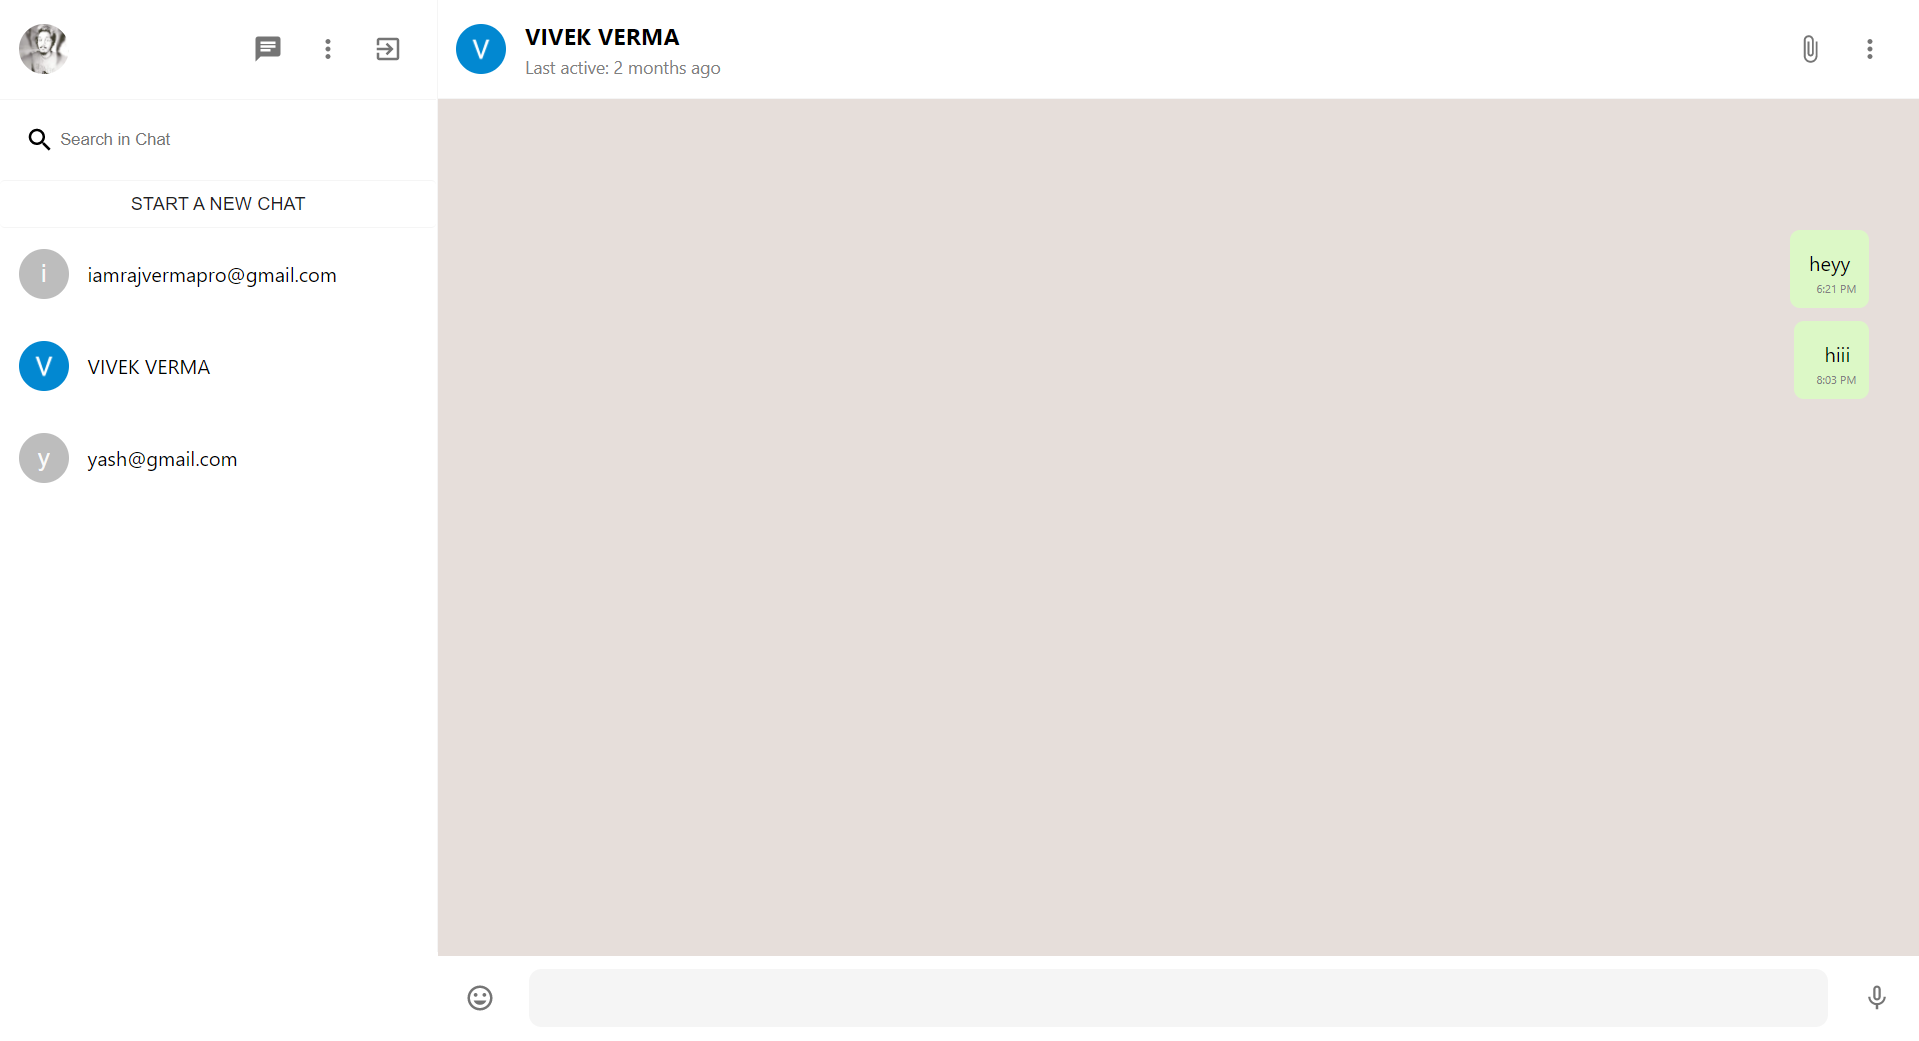 Search in Chat
START A NEW CHAT
i
iamrajvermapro@gmail.com
V
VIVEK VERMA
y
yash@gmail.com
V
VIVEK VERMA
Last active: 2 months ago
heyy
6:21 PM
hiii
8:03 PM